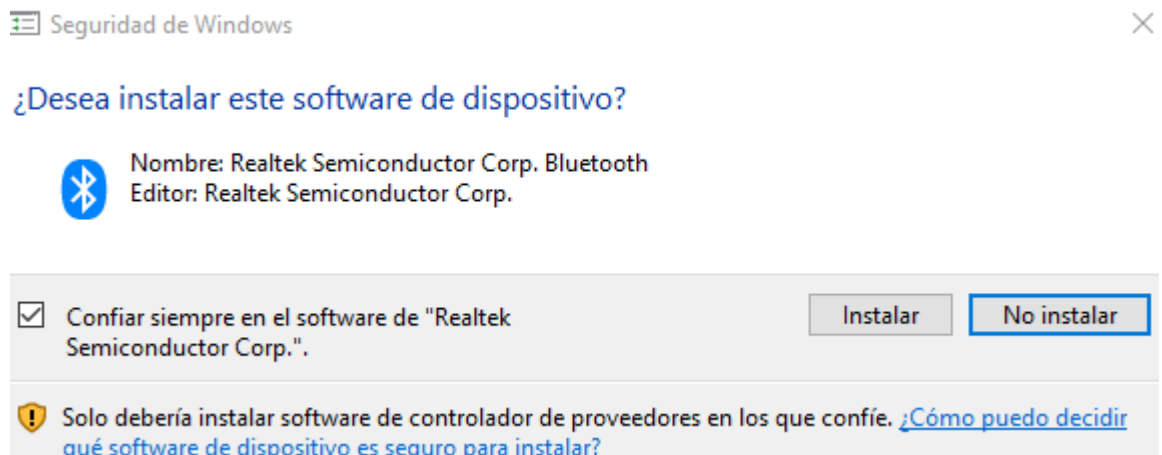 Seguridad de Windows
¿Desea instalar este software de dispositivo?
Nombre: Realtek Semiconductor Corp. Bluetooth
Editor: Realtek Semiconductor Corp.
Confiar siempre en el software de "Realtek
Semiconductor Corp.".
Instalar
No instalar
Solo debería instalar software de controlador de proveedores en los que confíe. ¿Cómo puedo decidir
qué software de dispositivo es seguro para instalar?